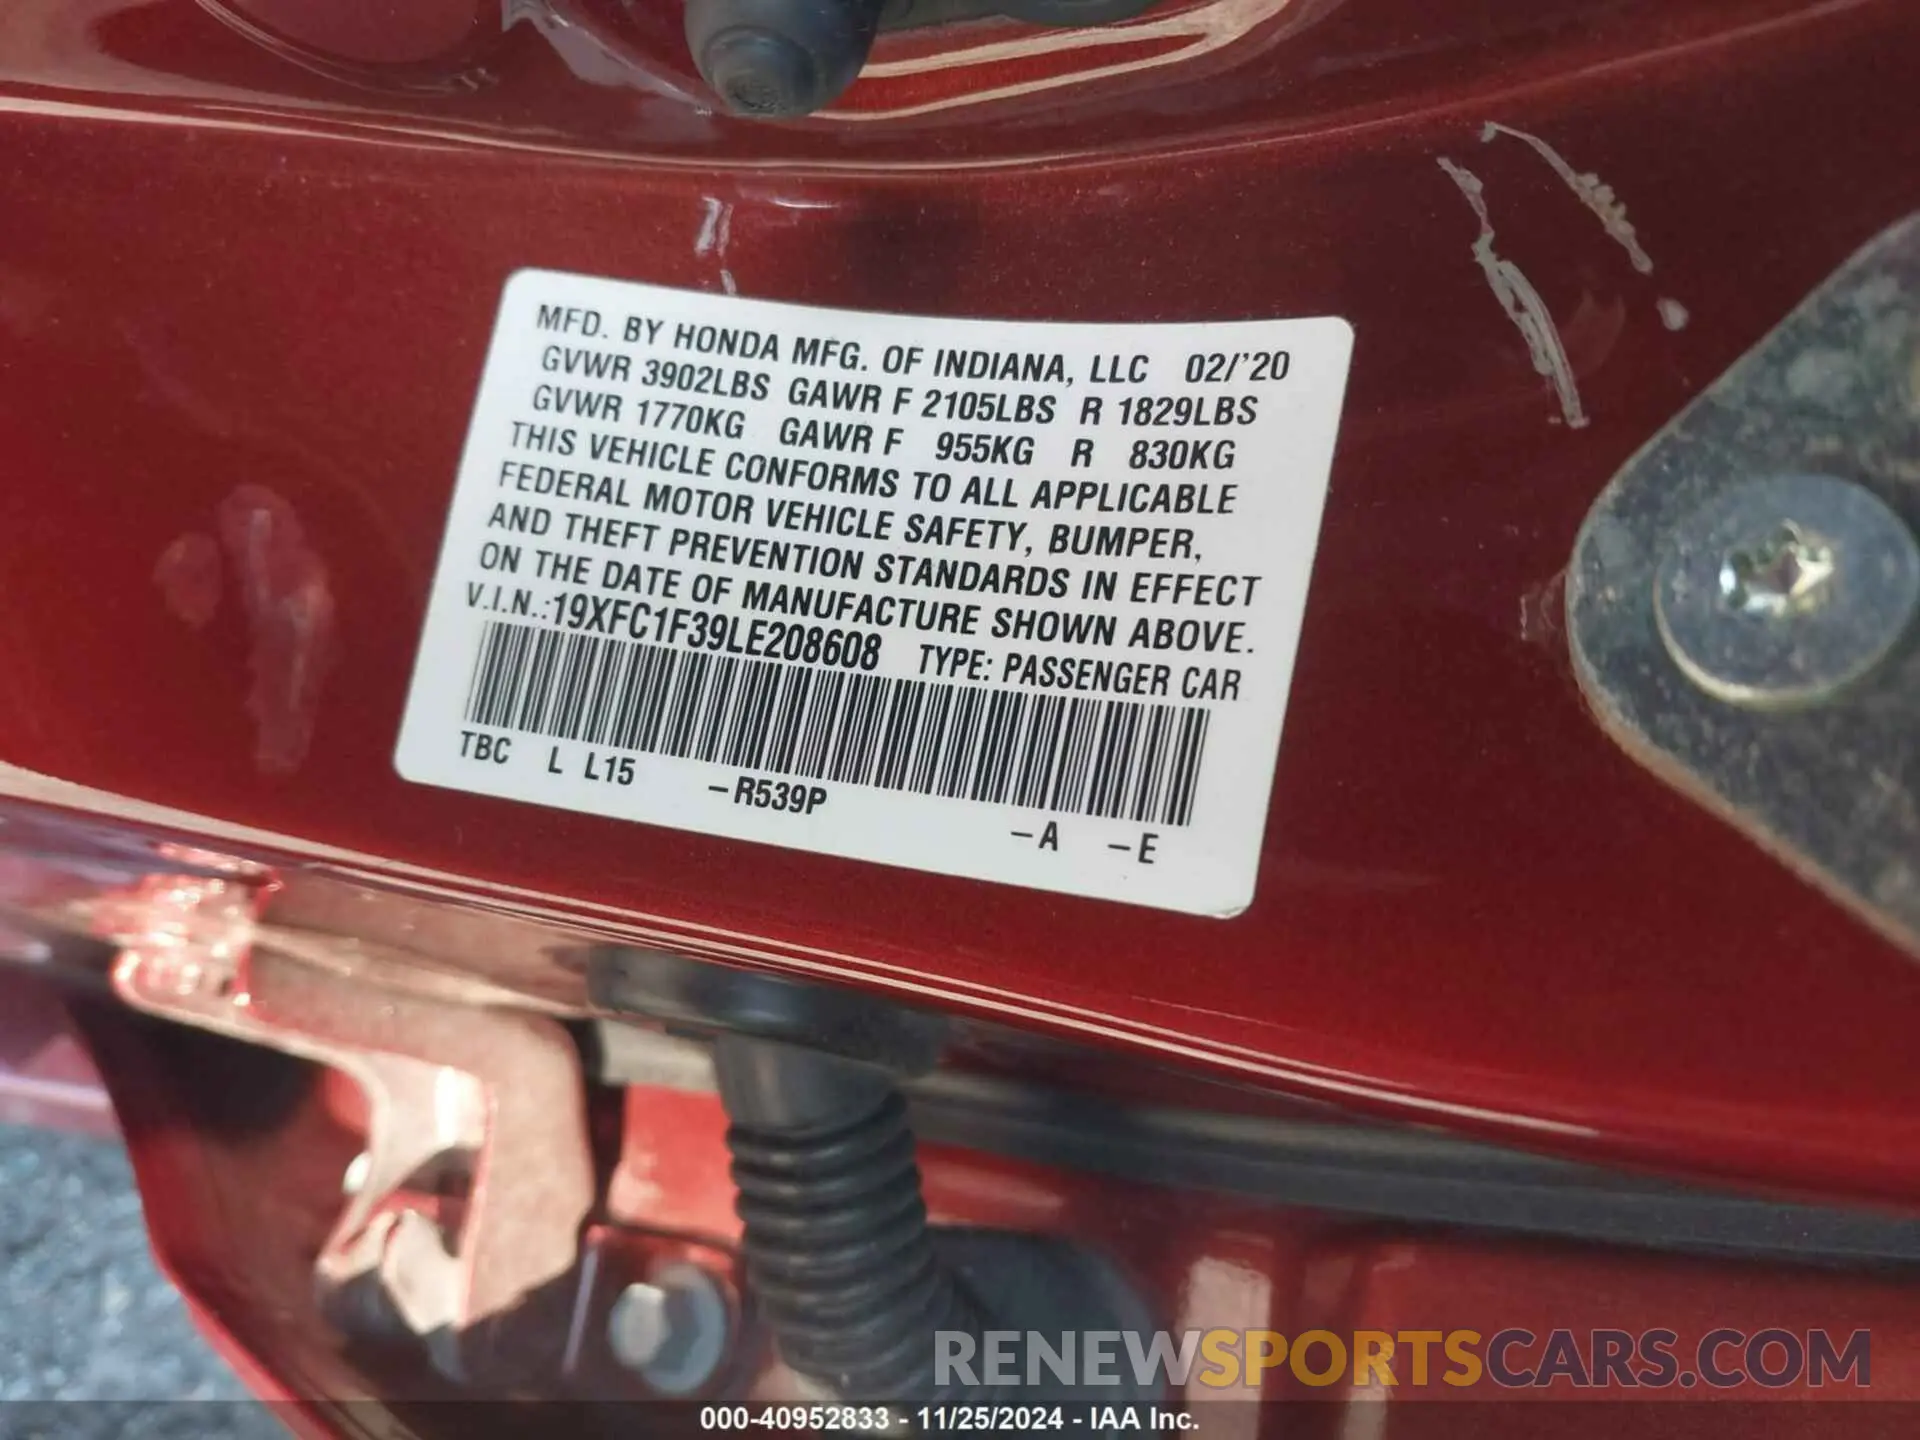 MFD. BY HONDA MFG. OF INDIANA, LLC 02/'20
GVWR 3902LBS GAWR F 2105LBS R 1829LBS
GVWR 1770KG GAWR F 955KG R 830KG
THIS VEHICLE CONFORMS TO ALL APPLICABLE
FEDERAL MOTOR VEHICLE SAFETY, BUMPER,
AND THEFT PREVENTION STANDARDS IN EFFECT
ON THE DATE OF MANUFACTURE SHOWN ABOVE.
V.I.N.:19XFC1F39LE208608 TYPE: PASSENGER CAR
TBC L L15 -R539P -A -E
RENEWSPORTSCARS.COM
000-40952833 - 11/25/2024 - IAA Inc.